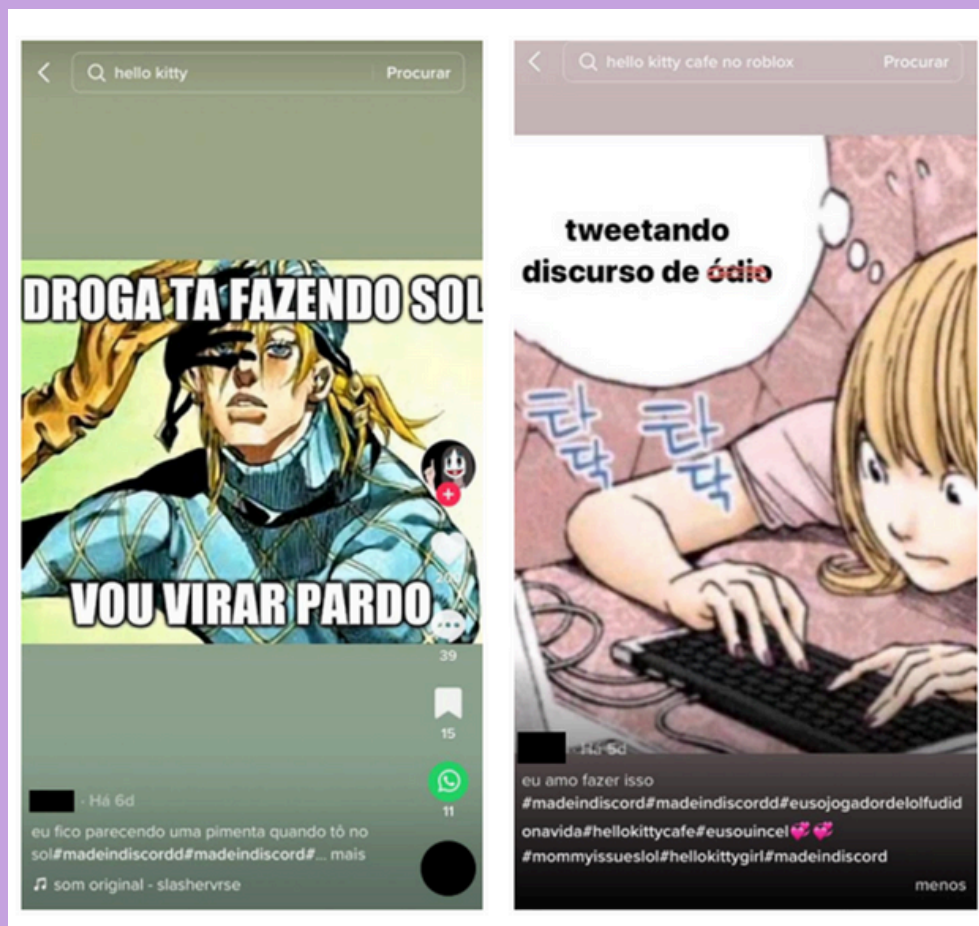 hello kitty
Procurar
DROGA TA FAZENDO SOL
VOU VIRAR PARDO
39
15
11
· Há 6d
eu fico parecendo uma pimenta quando tô no
sol#madeindiscordd#madeindiscord#... mais
som original - slashervrse
hello kitty cafe no roblox
Procurar
tweetando
discurso de ódio
타닥
타닥
· Há 5d
eu amo fazer isso
#madeindiscord#madeindiscordd#eusojogadordelolfudid
onavida#hellokittycafe#eusouincel💞💞
#mommyissueslol#hellokittygirl#madeindiscord
menos